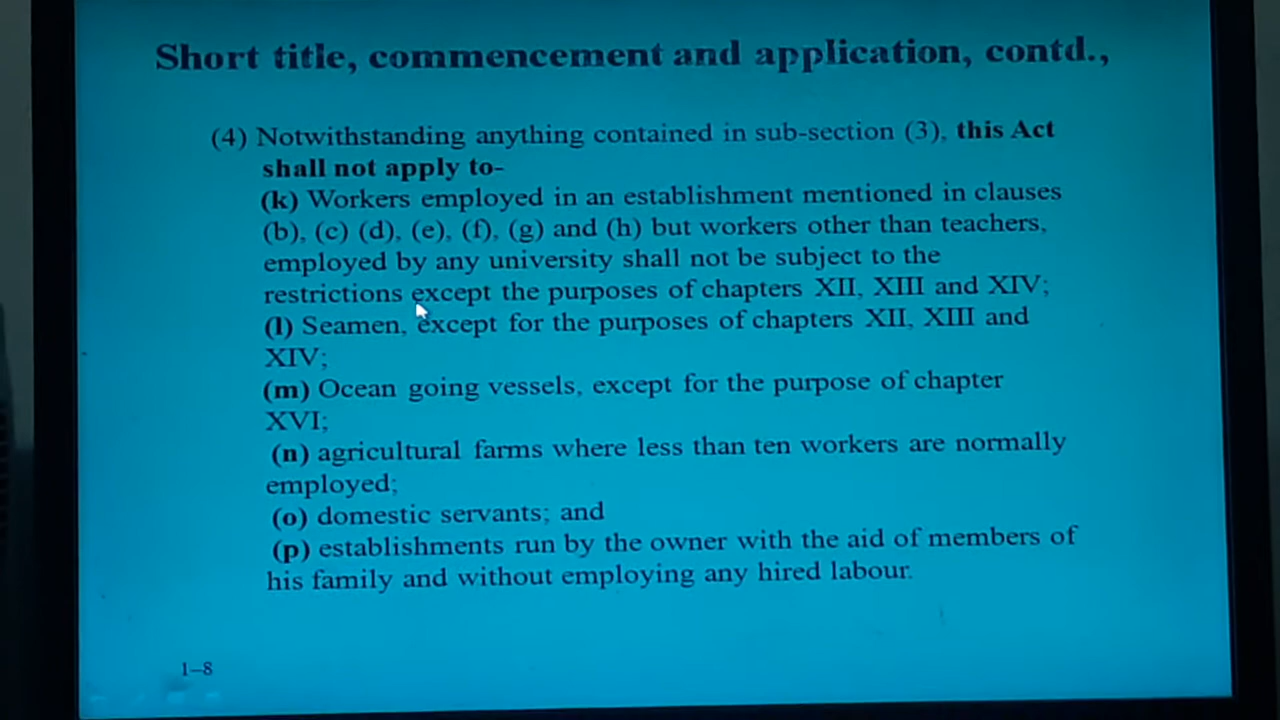 Short title, commencement and application, contd.,
(4) Notwithstanding anything contained in sub-section (3), this Act
shall not apply to-
(k) Workers employed in an establishment mentioned in clauses
(b), (c) (d), (e), (f), (g) and (h) but workers other than teachers,
employed by any university shall not be subject to the
restrictions except the purposes of chapters XII, XIII and XIV;
(l) Seamen, except for the purposes of chapters XII, XIII and
XIV;
(m) Ocean going vessels, except for the purpose of chapter
XVI;
(n) agricultural farms where less than ten workers are normally
employed;
(o) domestic servants; and
(p) establishments run by the owner with the aid of members of
his family and without employing any hired labour.
1–8